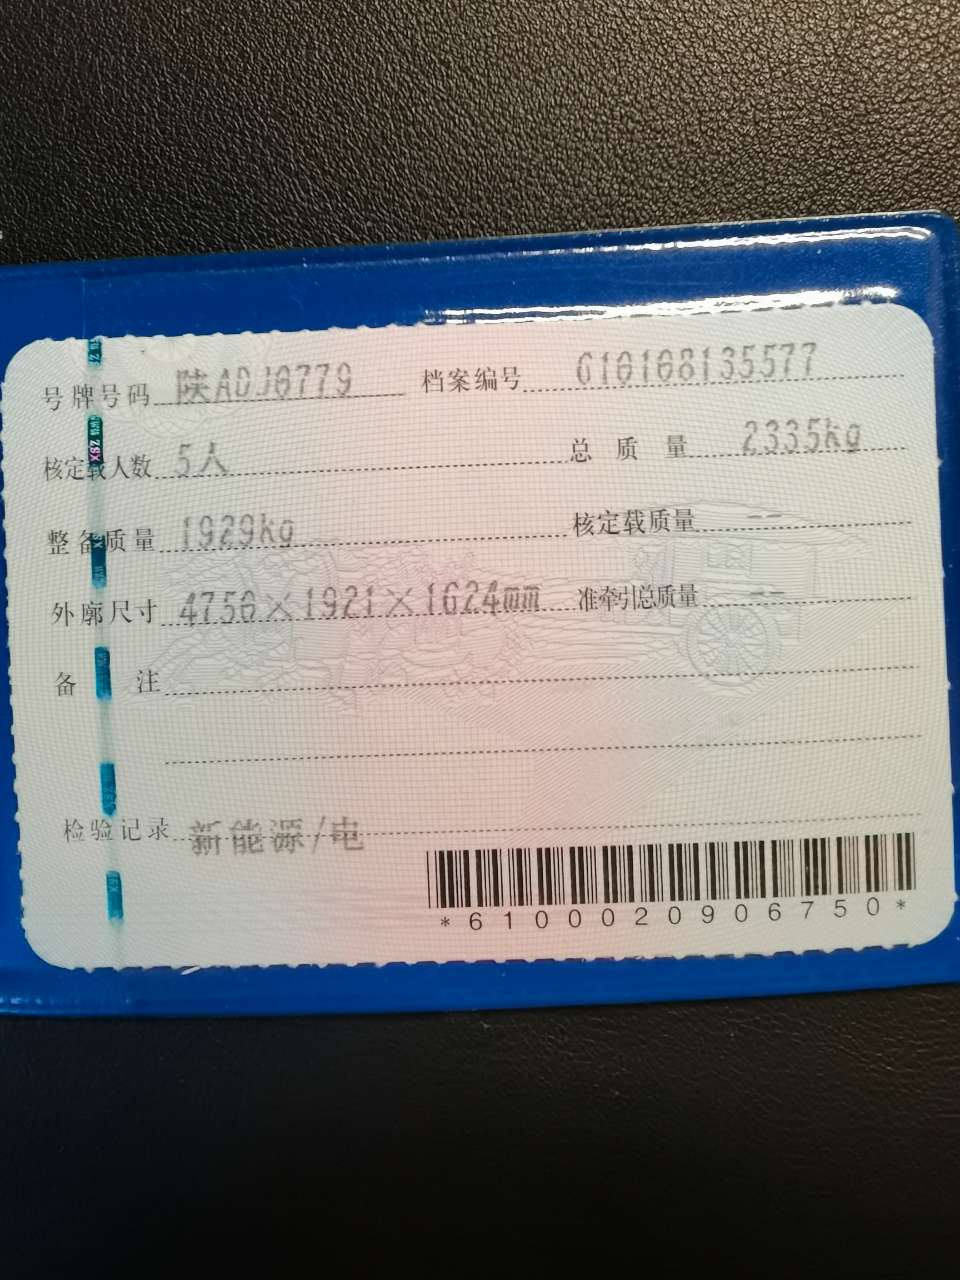 号牌号码 陕ADJ0779 档案编号 610108135577
核定载人数 5人 总质量 2335kg
整备质量 1929kg 核定载质量 --
外廓尺寸 4750×1921×1624mm 准牵引总质量 --
备注
检验记录 新能源/电
*6100020906750*